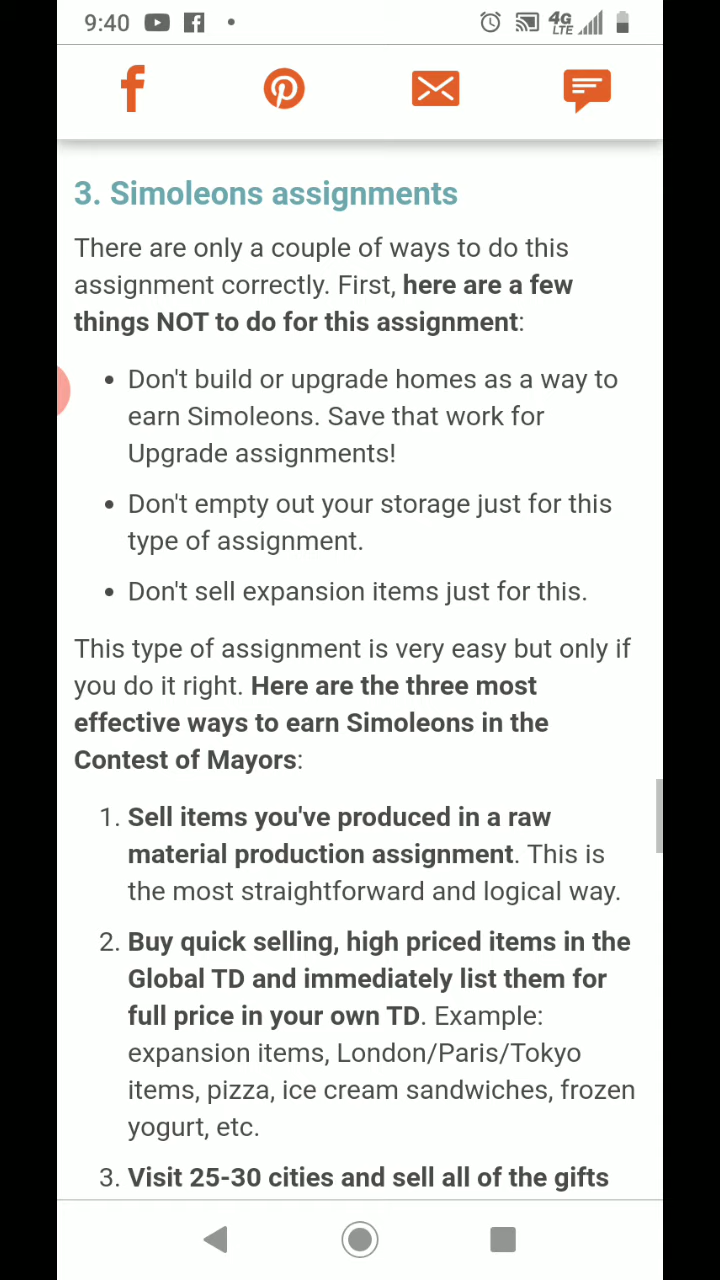 9:40
4G
LTE
3. Simoleons assignments
There are only a couple of ways to do this
assignment correctly. First, here are a few
things NOT to do for this assignment:
• Don't build or upgrade homes as a way to
earn Simoleons. Save that work for
Upgrade assignments!
• Don't empty out your storage just for this
type of assignment.
• Don't sell expansion items just for this.
This type of assignment is very easy but only if
you do it right. Here are the three most
effective ways to earn Simoleons in the
Contest of Mayors:
1. Sell items you've produced in a raw
material production assignment. This is
the most straightforward and logical way.
2. Buy quick selling, high priced items in the
Global TD and immediately list them for
full price in your own TD. Example:
expansion items, London/Paris/Tokyo
items, pizza, ice cream sandwiches, frozen
yogurt, etc.
3. Visit 25-30 cities and sell all of the gifts